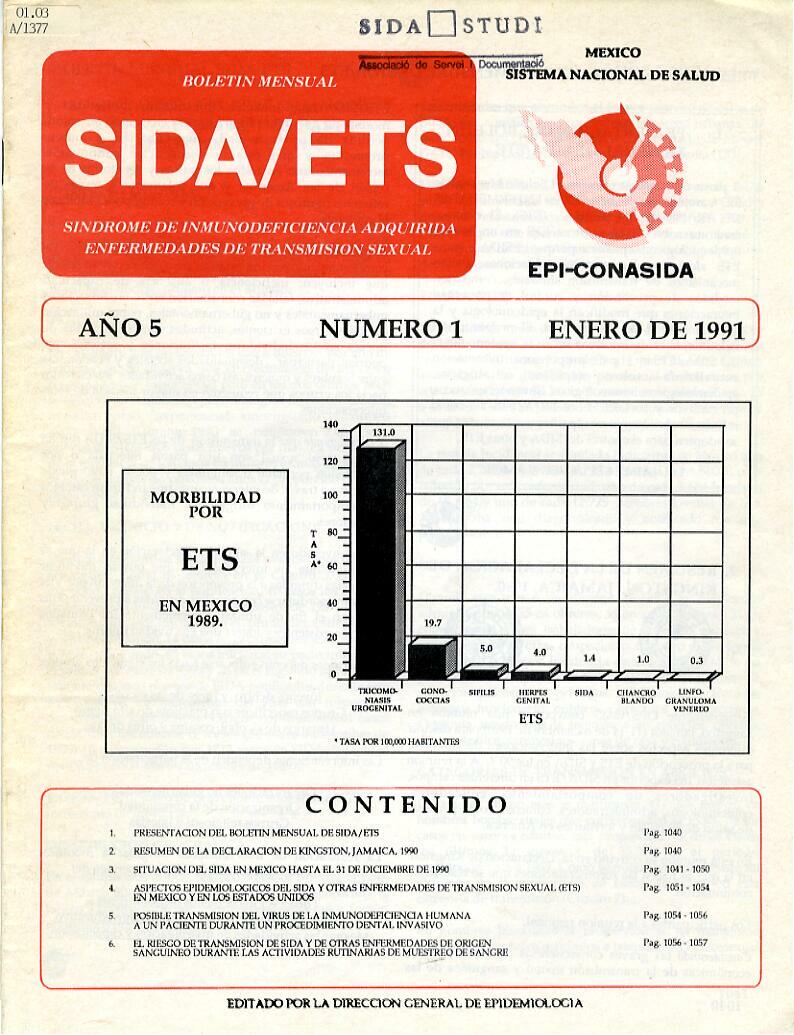 01.03
A/1377
SIDA STUDI
Associació de Servei i Documentació
MEXICO
SISTEMA NACIONAL DE SALUD
BOLETIN MENSUAL
SIDA/ETS
SINDROME DE INMUNODEFICIENCIA ADQUIRIDA
ENFERMEDADES DE TRANSMISION SEXUAL
EPI-CONASIDA
AÑO 5 NUMERO 1 ENERO DE 1991
MORBILIDAD
POR
ETS
EN MEXICO
1989.
TASA*
140
120
100
80
60
40
20
0
131.0
19.7
5.0
4.0
1.4
1.0
0.3
TRICOMO-
NIASIS
UROGENITAL
GONO-
COCCIAS
SIFILIS
HERPES
GENITAL
SIDA
CHANCRO
BLANDO
LINFO-
GRANULOMA
VENEREO
ETS
* TASA POR 100,000 HABITANTES
CONTENIDO
1. PRESENTACION DEL BOLETIN MENSUAL DE SIDA/ETS Pag. 1040
2. RESUMEN DE LA DECLARACION DE KINGSTON, JAMAICA, 1990 Pag. 1040
3. SITUACION DEL SIDA EN MEXICO HASTA EL 31 DE DICIEMBRE DE 1990 Pag. 1041 - 1050
4. ASPECTOS EPIDEMIOLOGICOS DEL SIDA Y OTRAS ENFERMEDADES DE TRANSMISION SEXUAL (ETS) Pag. 1051 - 1054
EN MEXICO Y EN LOS ESTADOS UNIDOS
5. POSIBLE TRANSMISION DEL VIRUS DE LA INMUNODEFICIENCIA HUMANA Pag. 1054 - 1056
A UN PACIENTE DURANTE UN PROCEDIMIENTO DENTAL INVASIVO
6. EL RIESGO DE TRANSMISION DE SIDA Y DE OTRAS ENFERMEDADES DE ORIGEN Pag. 1056 - 1057
SANGUINEO DURANTE LAS ACTIVIDADES RUTINARIAS DE MUESTREO DE SANGRE
EDITADO POR LA DIRECCION GENERAL DE EPIDEMIOLOGIA